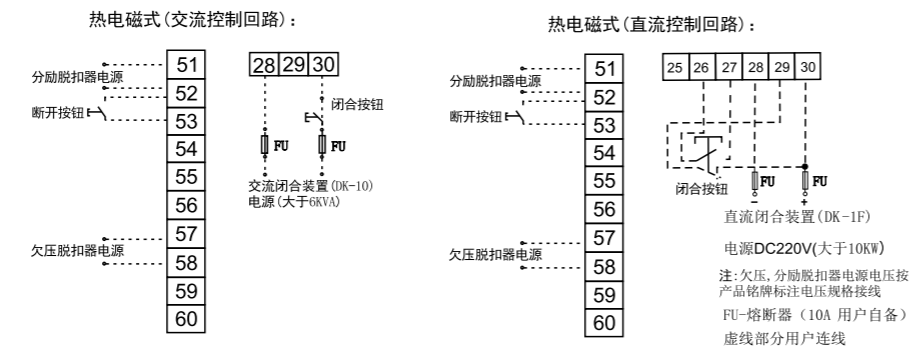 热电磁式(交流控制回路):
51
52
53
54
55
56
57
58
59
60
分励脱扣器电源
断开按钮
欠压脱扣器电源
28 29 30
闭合按钮
FU FU
交流闭合装置(DK-10)
电源(大于6KVA)
热电磁式(直流控制回路):
51
52
53
54
55
56
57
58
59
60
分励脱扣器电源
断开按钮
欠压脱扣器电源
25 26 27 28 29 30
闭合按钮
FU FU
- +
直流闭合装置(DK-1F)
电源DC220V(大于10KW)
注:欠压,分励脱扣器电源电压按
产品铭牌标注电压规格接线
FU-熔断器(10A 用户自备)
虚线部分用户连线